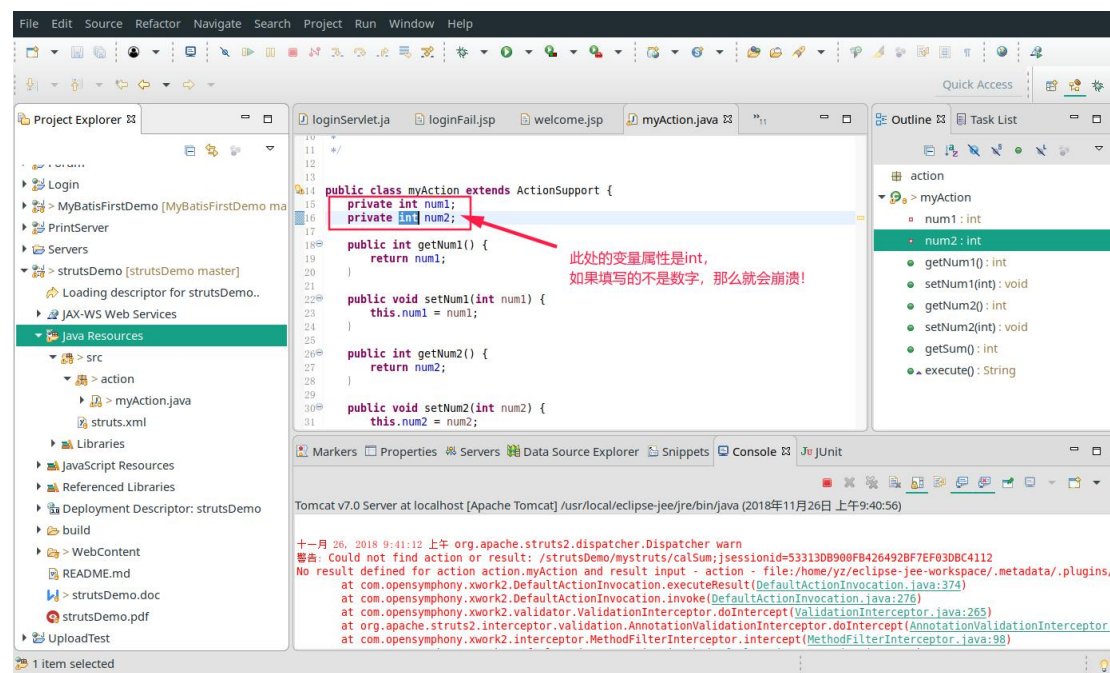 File Edit Source Refactor Navigate Search Project Run Window Help
Quick Access
Project Explorer
Login
> MyBatisFirstDemo [MyBatisFirstDemo ma
PrintServer
Servers
> strutsDemo [strutsDemo master]
Loading descriptor for strutsDemo..
JAX-WS Web Services
Java Resources
> src
> action
> myAction.java
struts.xml
Libraries
JavaScript Resources
Referenced Libraries
Deployment Descriptor: strutsDemo
build
> WebContent
README.md
> strutsDemo.doc
strutsDemo.pdf
UploadTest
loginServlet.ja loginFail.jsp welcome.jsp myAction.java »11
10 *
11 */
12
13
14 public class myAction extends ActionSupport {
15 private int num1;
16 private int num2;
17
18 public int getNum1() {
19 return num1;
20 }
21
22 public void setNum1(int num1) {
23 this.num1 = num1;
24 }
25
26 public int getNum2() {
27 return num2;
28 }
29
30 public void setNum2(int num2) {
31 this.num2 = num2;
此处的变量属性是int,
如果填写的不是数字，那么就会崩溃！
Outline Task List
action
> myAction
num1 : int
num2 : int
getNum1() : int
setNum1(int) : void
getNum2() : int
setNum2(int) : void
getSum() : int
execute() : String
Markers Properties Servers Data Source Explorer Snippets Console JUnit
Tomcat v7.0 Server at localhost [Apache Tomcat] /usr/local/eclipse-jee/jre/bin/java (2018年11月26日 上午9:40:56)
十一月 26, 2018 9:41:12 上午 org.apache.struts2.dispatcher.Dispatcher warn
警告: Could not find action or result: /strutsDemo/mystruts/calSum;jsessionid=53313DB900FB426492BF7EF03DBC4112
No result defined for action action.myAction and result input - action - file:/home/yz/eclipse-jee-workspace/.metadata/.plugins/
at com.opensymphony.xwork2.DefaultActionInvocation.executeResult(DefaultActionInvocation.java:374)
at com.opensymphony.xwork2.DefaultActionInvocation.invoke(DefaultActionInvocation.java:276)
at com.opensymphony.xwork2.validator.ValidationInterceptor.doIntercept(ValidationInterceptor.java:265)
at org.apache.struts2.interceptor.validation.AnnotationValidationInterceptor.doIntercept(AnnotationValidationInterceptor
at com.opensymphony.xwork2.interceptor.MethodFilterInterceptor.intercept(MethodFilterInterceptor.java:98)
1 item selected